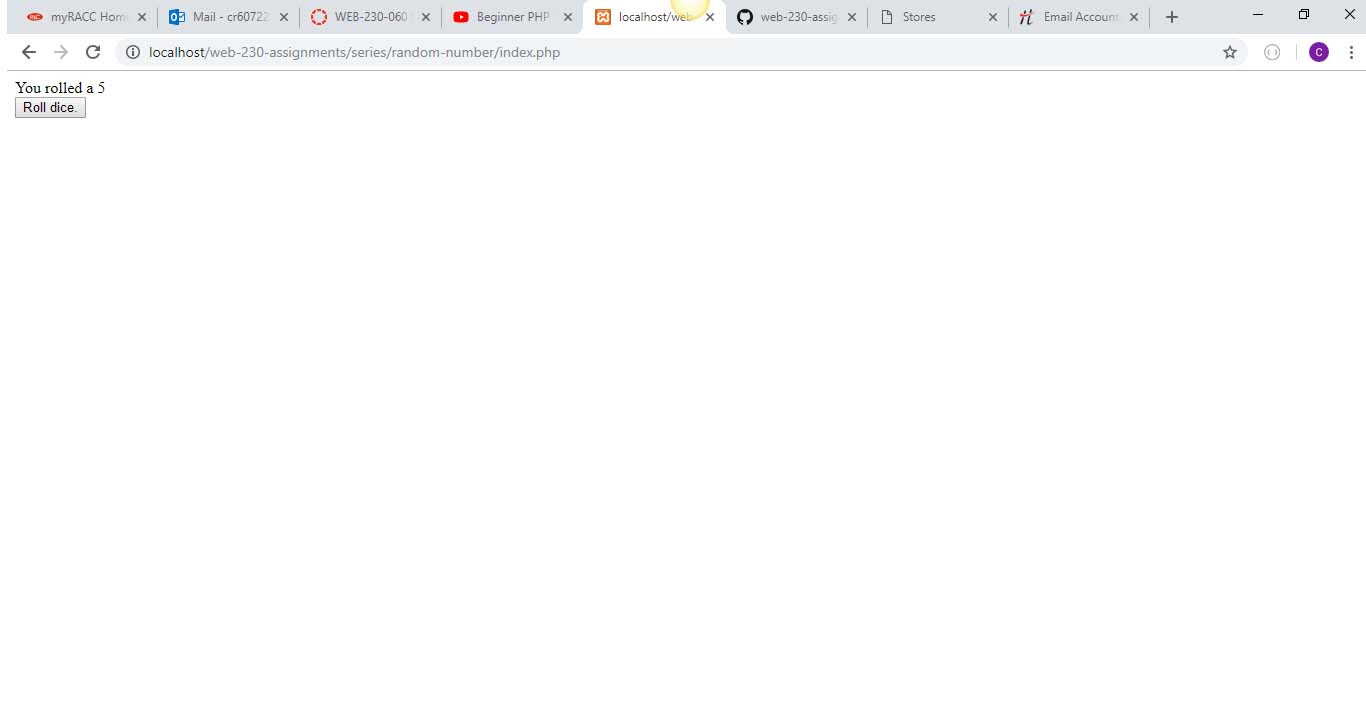 myRACC Hom
Mail - cr60722
WEB-230-060
Beginner PHP
localhost/web-
web-230-assig
Stores
Email Account
localhost/web-230-assignments/series/random-number/index.php
C
You rolled a 5
Roll dice.